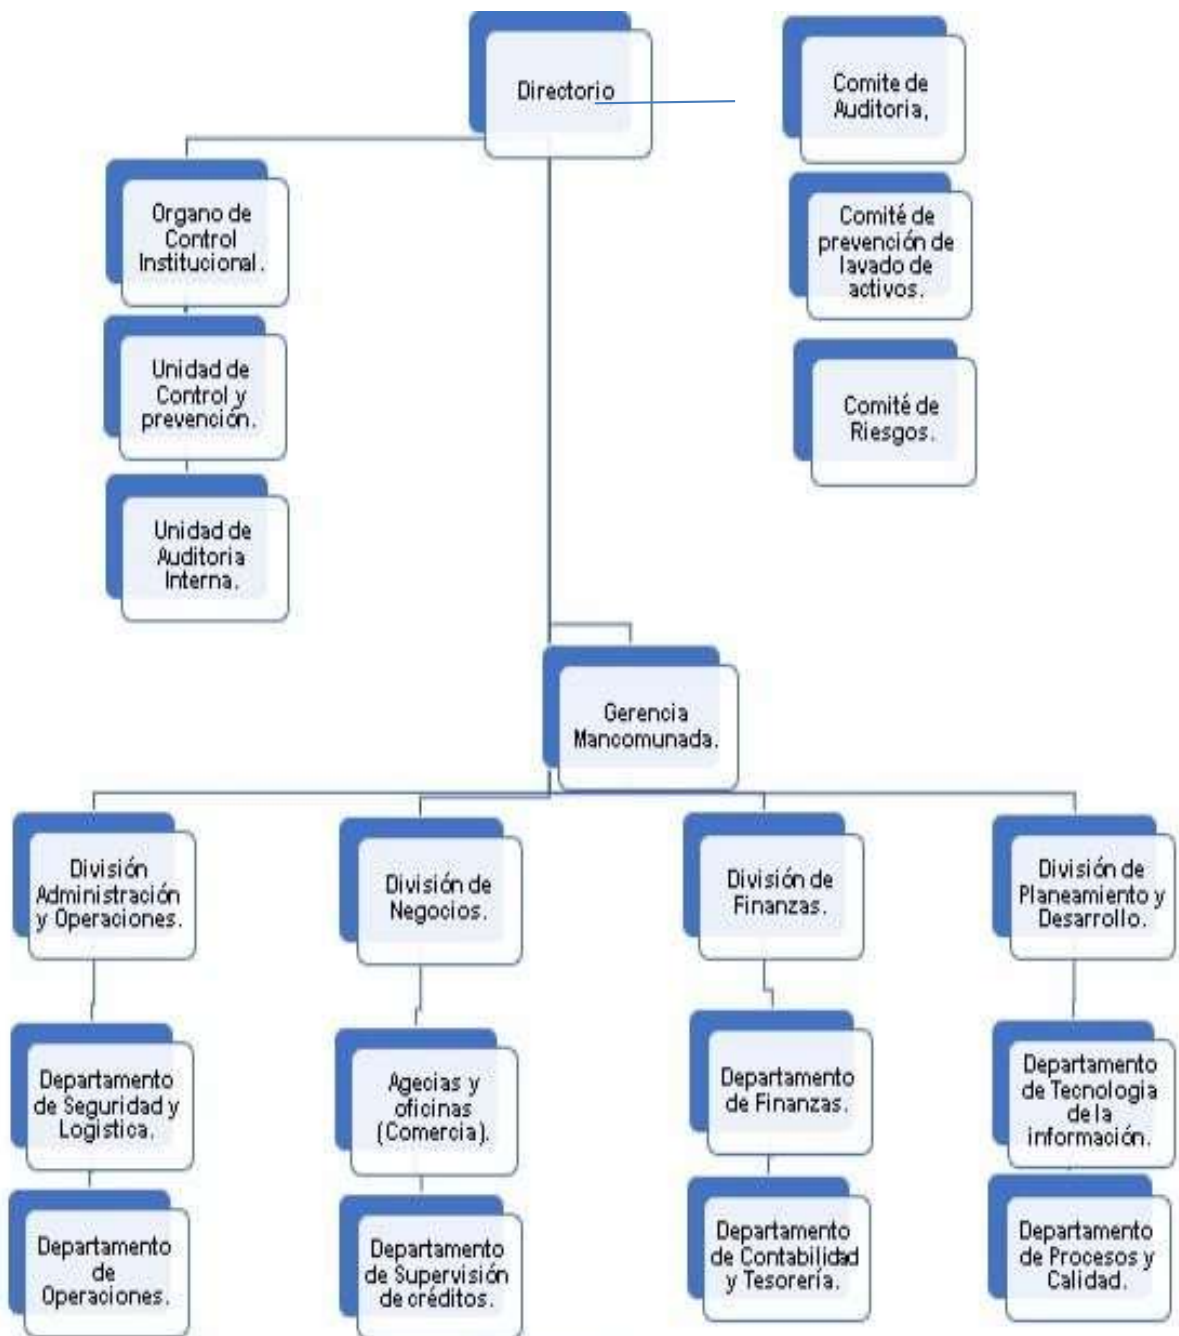 Directorio
Comite de
Auditoria,
Organo de
Control
Institucional.
Comité de
prevención de
lavado de
activos.
Unidad de
Control y
prevención.
Comité de
Riesgos.
Unidad de
Auditoria
Interna.
Gerencia
Mancomunada.
División
Administración
y Operaciones.
División de
Negocios.
División de
Finanzas.
División de
Planeamiento y
Desarrollo.
Departamento
de Seguridad y
Logistica.
Agecias y
oficinas
(Comercia).
Departamento
de Finanzas.
Departamento
de Tecnologia
de la
información.
Departamento
de
Operaciones.
Departamento
de Supervisión
de créditos.
Departamento
de Contabilidad
y Tesorería.
Departamento
de Procesos y
Calidad.